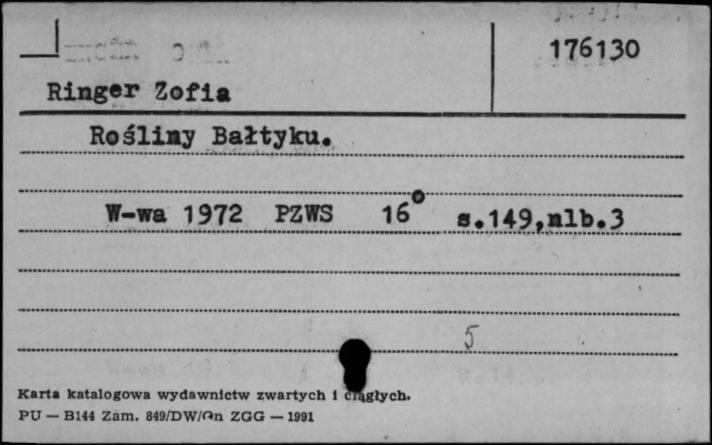 176130
Ringer Zofia
Rośliny Bałtyku.
W-wa 1972 PZWS 16° s.149,nlb.3
5
Karta katalogowa wydawnictw zwartych i ciągłych.
PU — B144 Zam. 849/DW/On ZGG — 1991